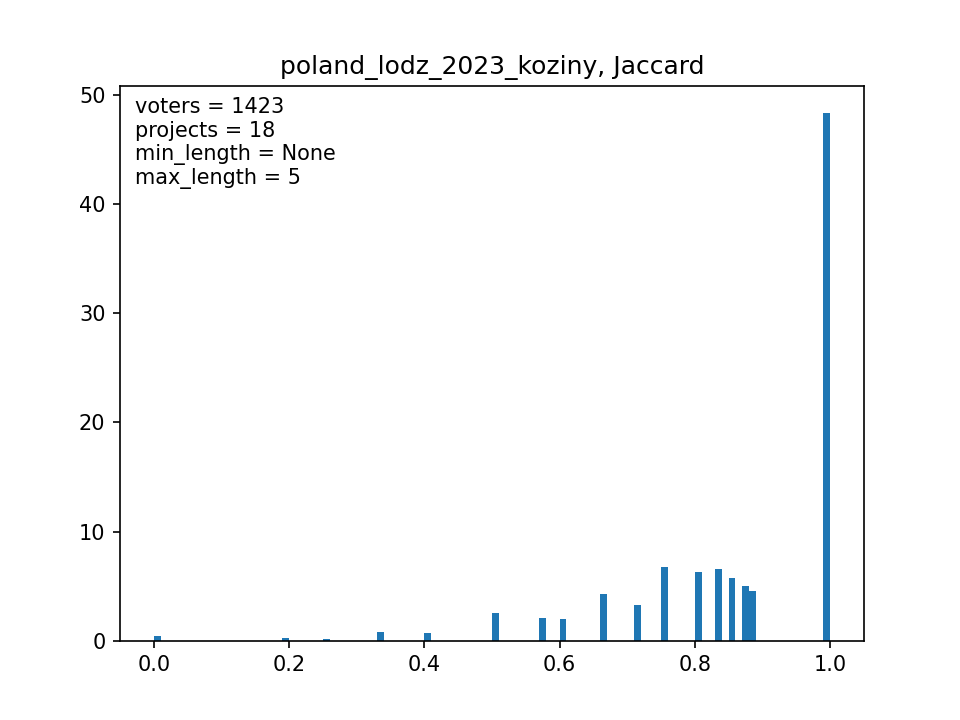 poland_lodz_2023_koziny, Jaccard
voters = 1423
projects = 18
min_length = None
max_length = 5
50
40
30
20
10
0
0.0 0.2 0.4 0.6 0.8 1.0